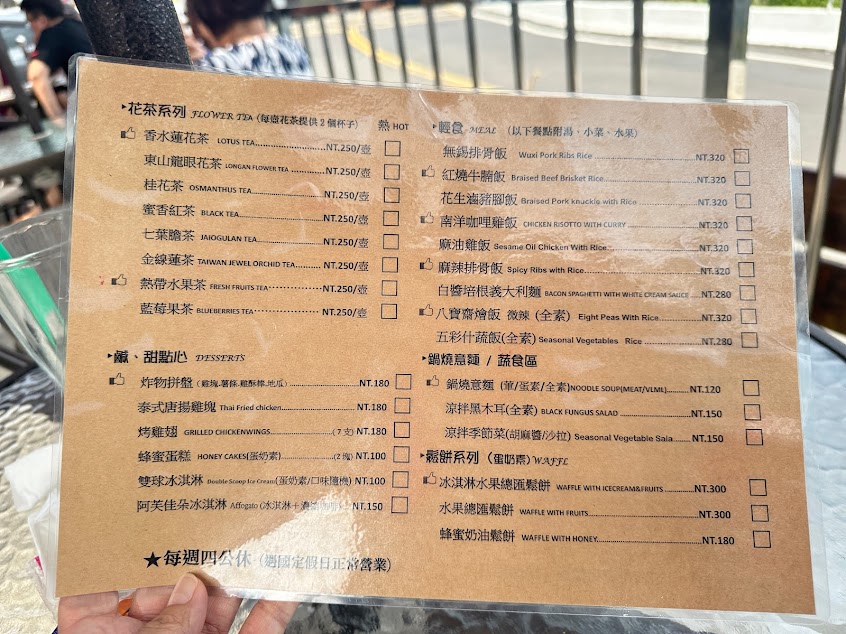 ▸花茶系列 FLOWER TEA (每壺花茶提供2個杯子) 熱 HOT
香水蓮花茶 LOTUS TEA NT.250/壺
東山龍眼花茶 LONGAN FLOWER TEA NT.250/壺
桂花茶 OSMANTHUS TEA NT.250/壺
蜜香紅茶 BLACK TEA NT.250/壺
七葉膽茶 JAIOGULAN TEA NT.250/壺
金線蓮茶 TAIWAN JEWEL ORCHID TEA NT.250/壺
熱帶水果茶 FRESH FRUITS TEA NT.250/壺
藍莓果茶 BLUEBERRIES TEA NT.250/壺
▸鹹、甜點心 DESSERTS
炸物拼盤 (雞塊.薯條.雞酥棒.地瓜) NT.180
泰式唐揚雞塊 Thai Fried chicken NT.180
烤雞翅 GRILLED CHICKENWINGS (7支) NT.180
蜂蜜蛋糕 HONEY CAKES(蛋奶素) (2塊) NT.100
雙球冰淇淋 Double Scoop Ice Cream(蛋奶素/口味隨機) NT.100
阿芙佳朵冰淇淋 Affogato (冰淇淋+濃縮咖啡) NT.150
★每週四公休 (遇國定假日正常營業)
▸輕食 MEAL (以下餐點附湯、小菜、水果)
無錫排骨飯 Wuxi Pork Ribs Rice NT.320
紅燒牛腩飯 Braised Beef Brisket Rice NT.320
花生滷豬腳飯 Braised Pork knuckle with Rice NT.320
南洋咖哩雞飯 CHICKEN RISOTTO WITH CURRY NT.320
麻油雞飯 Sesame Oil Chicken With Rice NT.320
麻辣排骨飯 Spicy Ribs with Rice NT.320
白醬培根義大利麵 BACON SPAGHETTI WITH WHITE CREAM SAUCE NT.280
八寶齋燴飯 微辣 (全素) Eight Peas With Rice NT.320
五彩什蔬飯(全素) Seasonal Vegetables Rice NT.280
▸鍋燒意麵 / 蔬食區
鍋燒意麵 (葷/蛋素/全素)NOODLE SOUP(MEAT/VLML) NT.120
涼拌黑木耳(全素) BLACK FUNGUS SALAD NT.150
涼拌季節菜(胡麻醬/沙拉) Seasonal Vegetable Sala NT.150
▸鬆餅系列 (蛋奶素)WAFFL
冰淇淋水果總匯鬆餅 WAFFLE WITH ICECREAM&FRUITS NT.300
水果總匯鬆餅 WAFFLE WITH FRUITS NT.300
蜂蜜奶油鬆餅 WAFFLE WITH HONEY NT.180